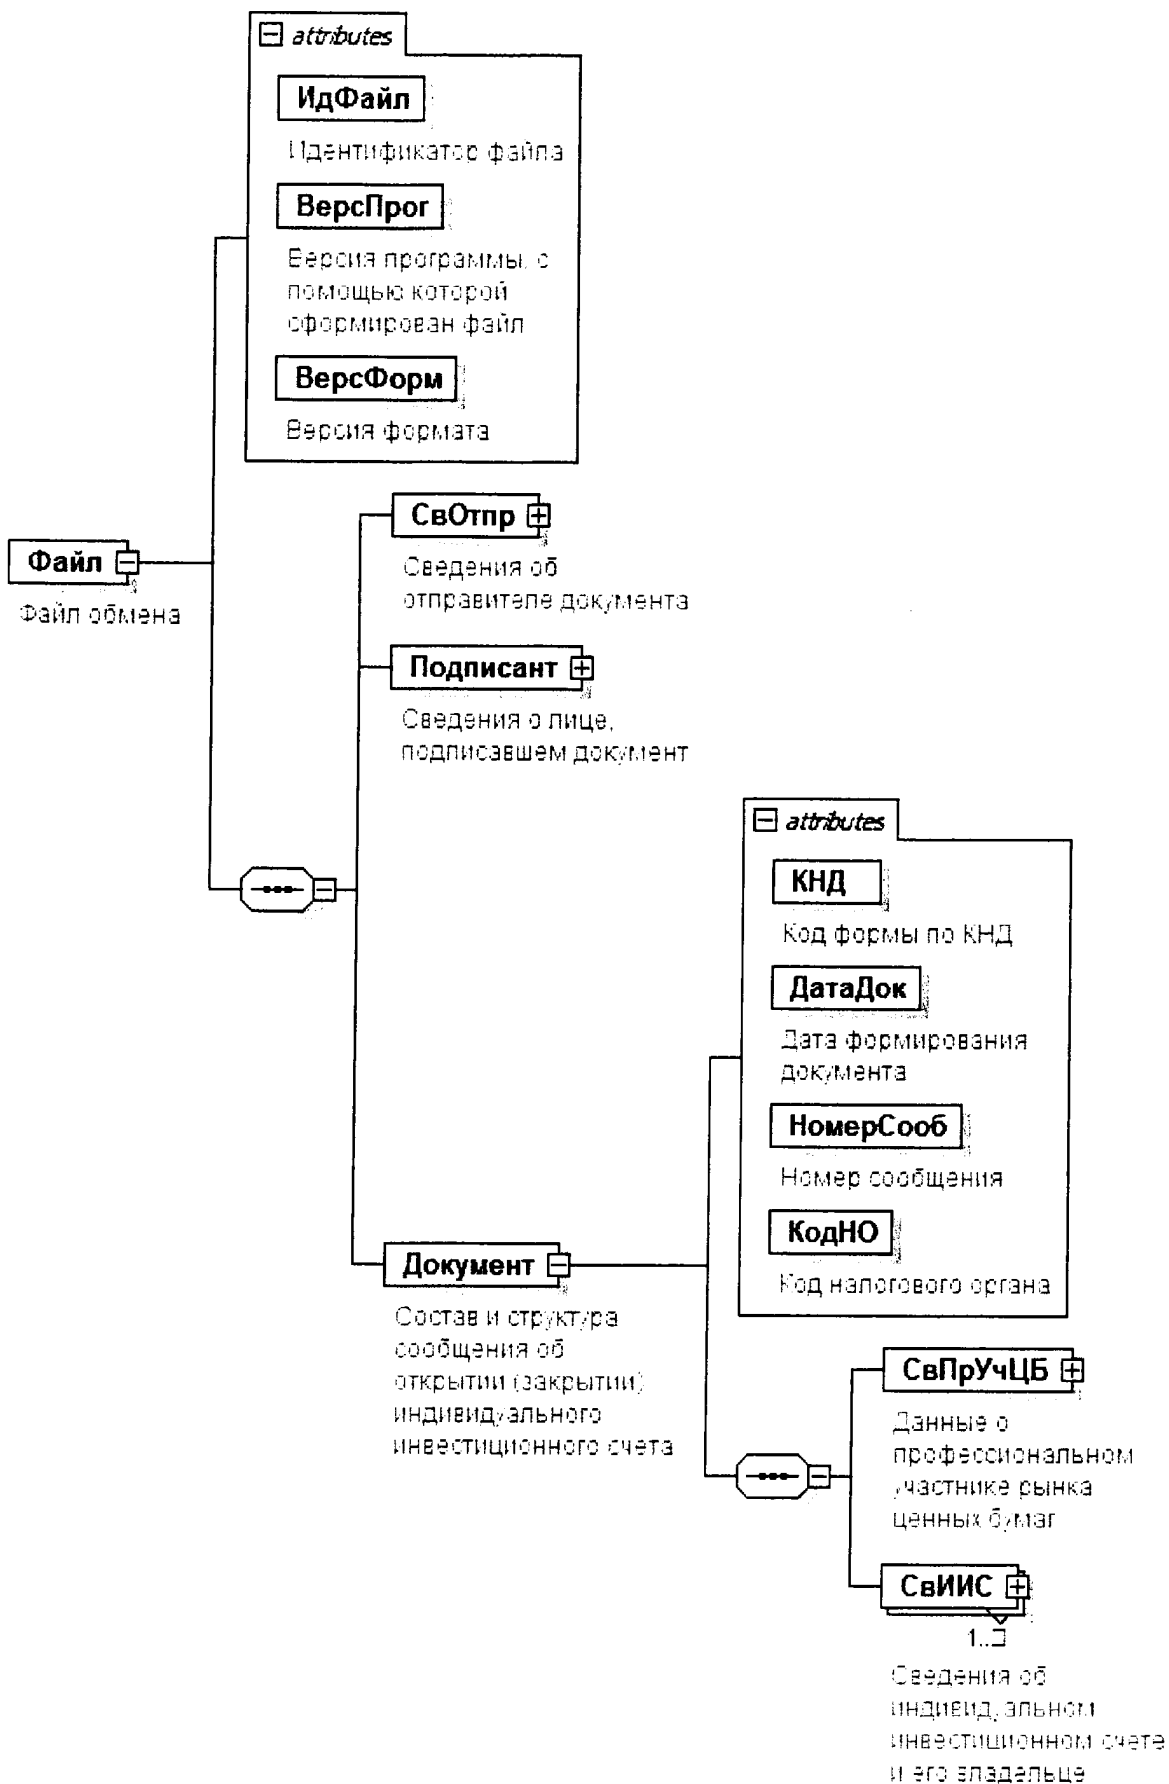 attributes
ИдФайл
Идентификатор файла
ВерсПрог
Версия программы, с
помощью которой
сформирован файл
ВерсФорм
Версия формата
СвОтпр
Сведения об
отправителе документа
Файл
Файл обмена
Подписант
Сведения о лице,
подписавшем документ
attributes
КНД
Код формы по КНД
ДатаДок
Дата формирования
документа
НомерСооб
Номер сообщения
КодНО
Код налогового органа
Документ
Состав и структура
сообщения об
открытии (закрытии)
индивидуального
инвестиционного счета
СвПрУчЦБ
Данные о
профессиональном
участнике рынка
ценных бумаг
СвИИС
1..
Сведения об
индивидуальном
инвестиционном счете
и его владельце